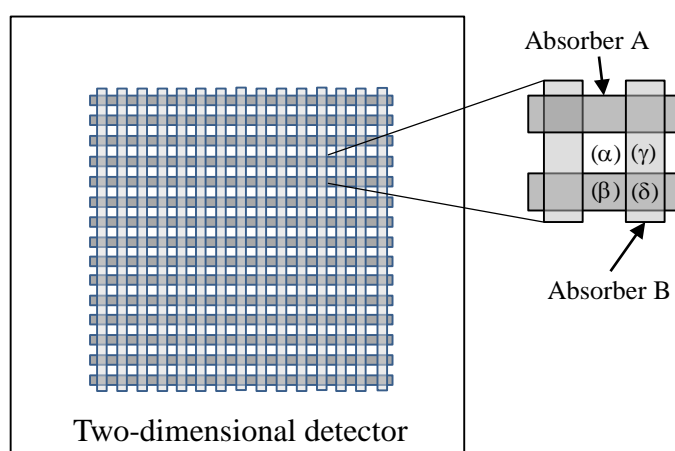 Absorber A
(α) (γ)
(β) (δ)
Absorber B
Two-dimensional detector